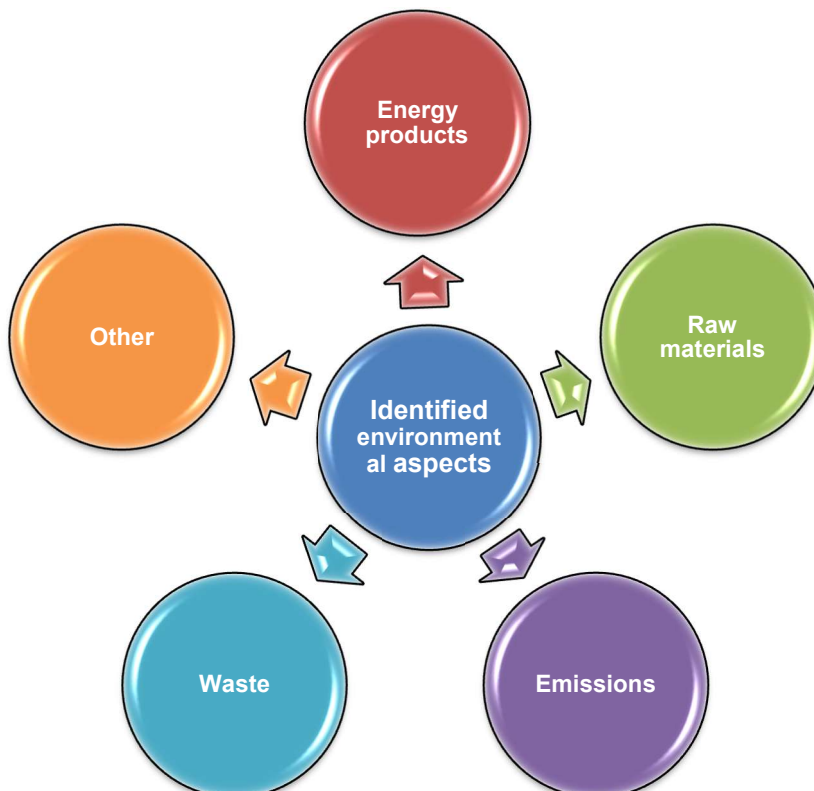 Energy
products
Other
Raw
materials
Identified
environment
al aspects
Waste
Emissions